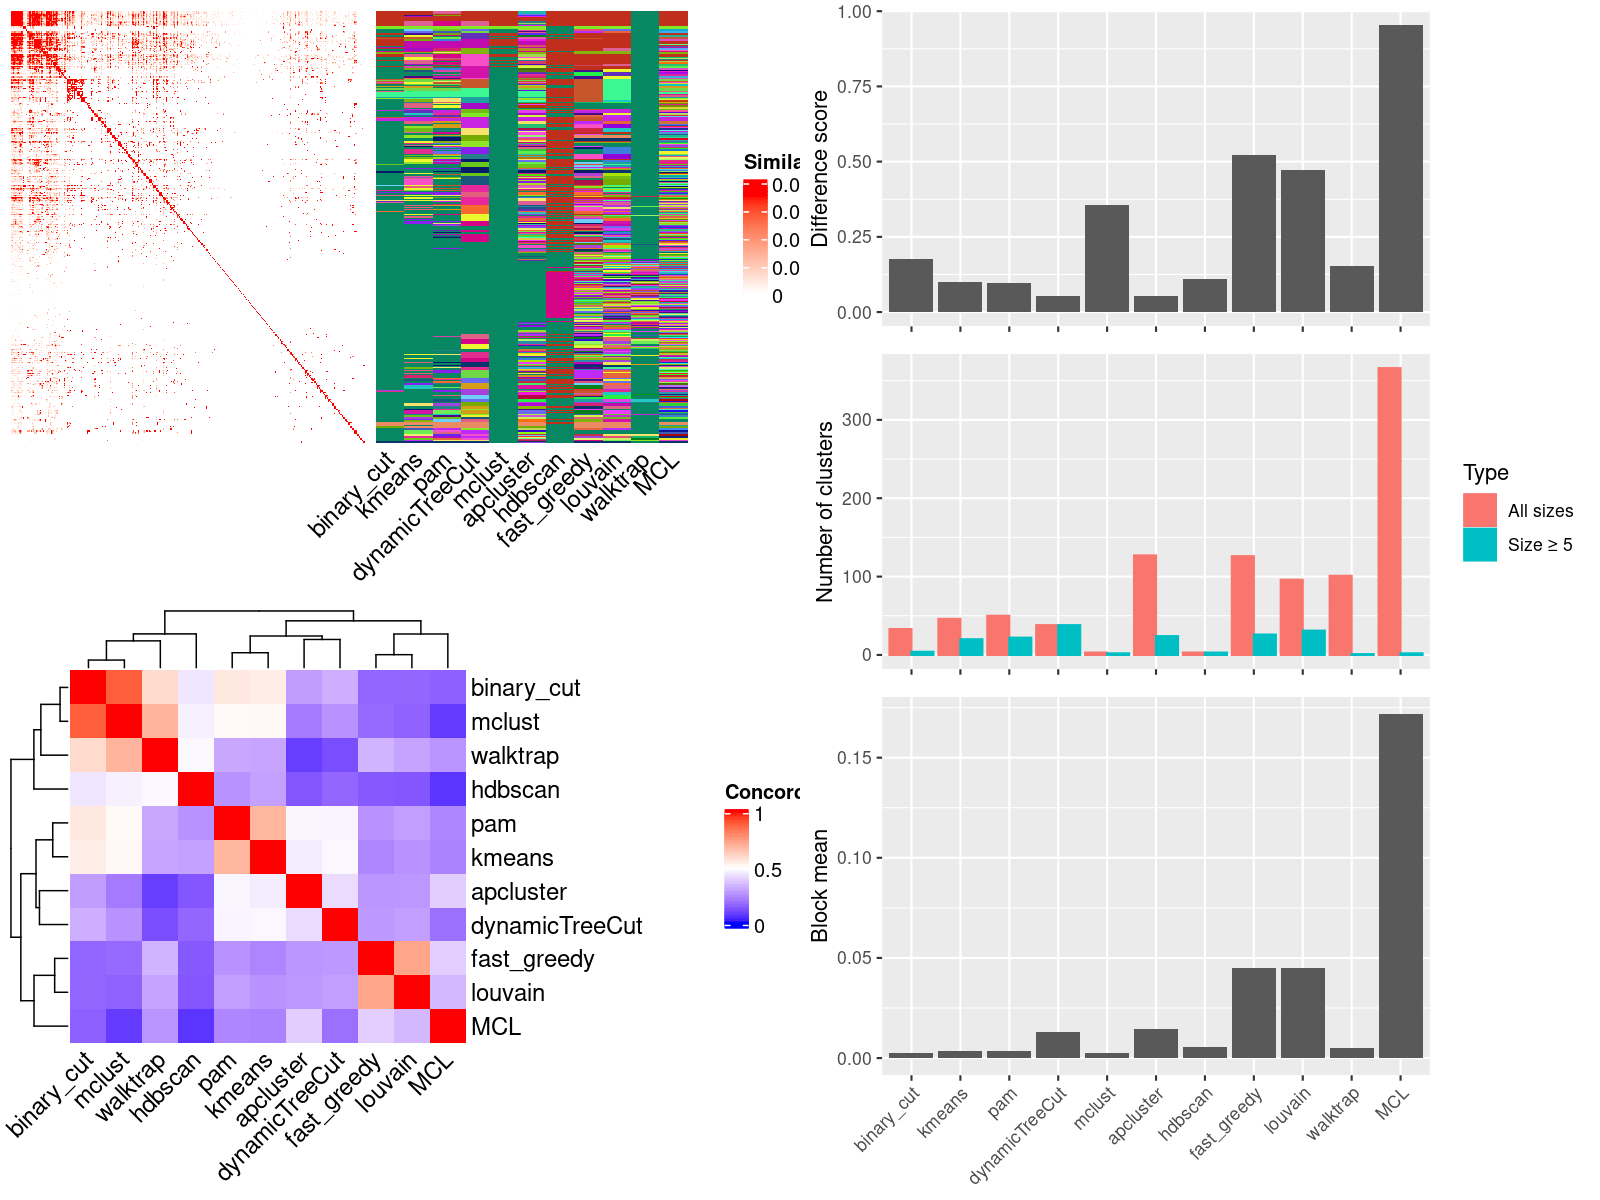 Simila
0.0
0.0
0.0
0.0
0
binary_cut
kmeans
pam
dynamicTreeCut
mclust
apcluster
hdbscan
fast_greedy
louvain
walktrap
MCL
binary_cut
mclust
walktrap
hdbscan
pam
kmeans
apcluster
dynamicTreeCut
fast_greedy
louvain
MCL
binary_cut
mclust
walktrap
hdbscan
pam
kmeans
apcluster
dynamicTreeCut
fast_greedy
louvain
MCL
Concord
1
0.5
0
Difference score
1.00
0.75
0.50
0.25
0.00
Number of clusters
300
200
100
0
Type
All sizes
Size ≥ 5
Block mean
0.15
0.10
0.05
0.00
binary_cut
kmeans
pam
dynamicTreeCut
mclust
apcluster
hdbscan
fast_greedy
louvain
walktrap
MCL